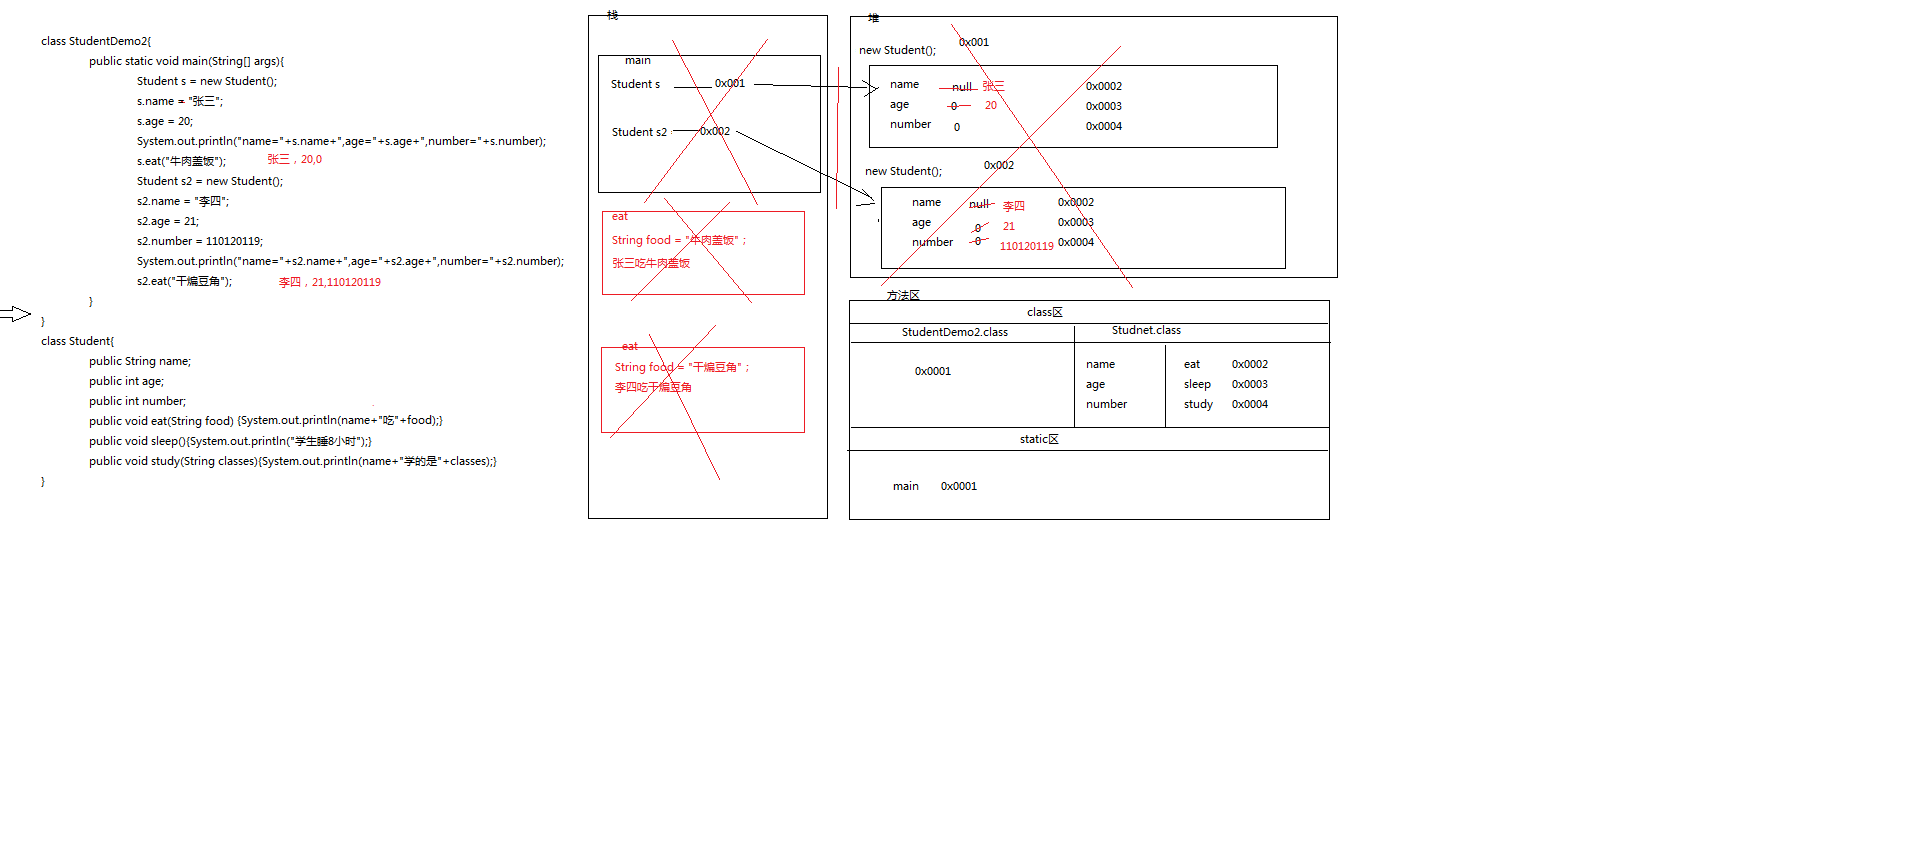 class StudentDemo2{
public static void main(String[] args){
Student s = new Student();
s.name = "张三";
s.age = 20;
System.out.println("name="+s.name+",age="+s.age+",number="+s.number);
s.eat("牛肉盖饭"); 张三，20,0
Student s2 = new Student();
s2.name = "李四";
s2.age = 21;
s2.number = 110120119;
System.out.println("name="+s2.name+",age="+s2.age+",number="+s2.number);
s2.eat("干煸豆角"); 李四，21,110120119
}
}
class Student{
public String name;
public int age;
public int number;
public void eat(String food) {System.out.println(name+"吃"+food);}
public void sleep(){System.out.println("学生睡8小时");}
public void study(String classes){System.out.println(name+"学的是"+classes);}
}
栈
main
Student s 0x001
Student s2 0x002
eat
String food = "牛肉盖饭"；
张三吃牛肉盖饭
eat
String food = "干煸豆角"；
李四吃干煸豆角
堆
new Student(); 0x001
name null 张三 0x0002
age 0 20 0x0003
number 0 0x0004
new Student(); 0x002
name null 李四 0x0002
age 0 21 0x0003
number 0 110120119 0x0004
方法区
class区
StudentDemo2.class Studnet.class
0x0001
name eat 0x0002
age sleep 0x0003
number study 0x0004
static区
main 0x0001